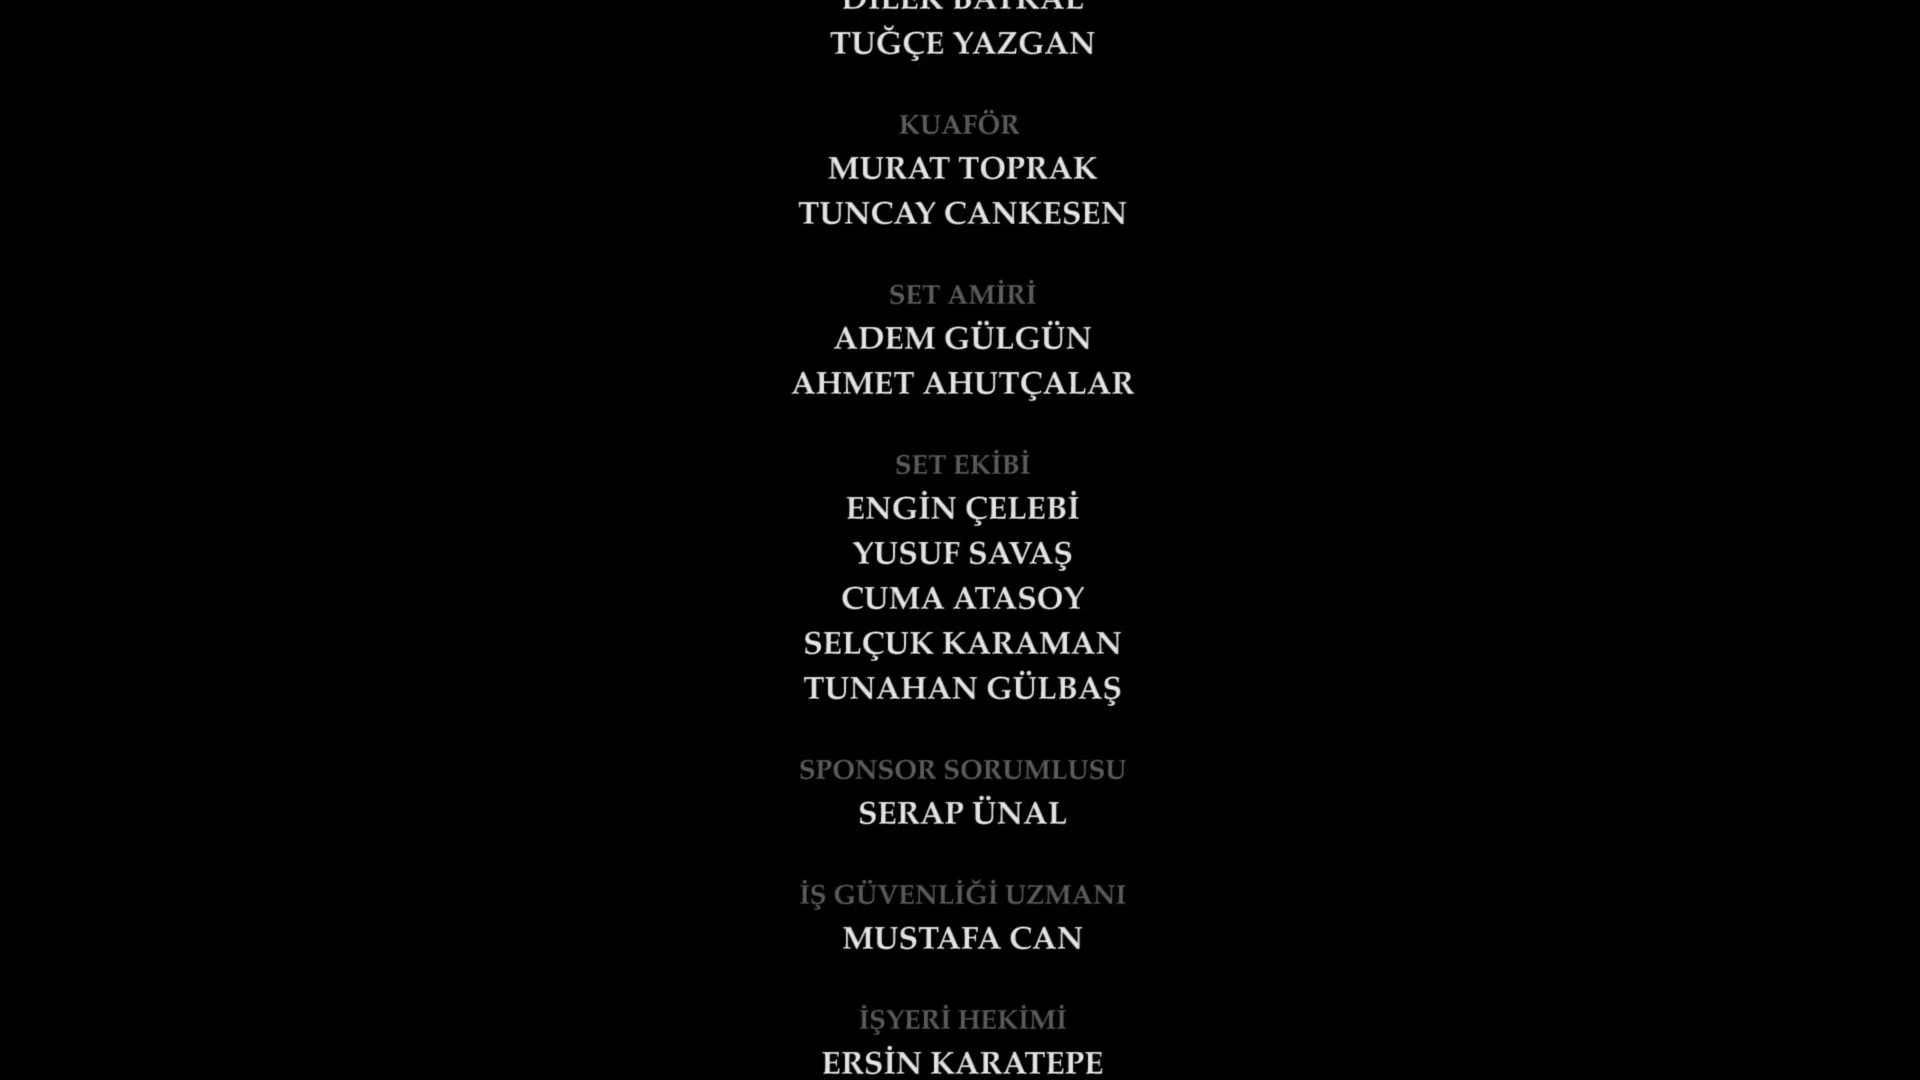 TUĞÇE YAZGAN
KUAFÖR
MURAT TOPRAK
TUNCAY CANKESEN
SET AMİRİ
ADEM GÜLGÜN
AHMET AHUTÇALAR
SET EKİBİ
ENGİN ÇELEBİ
YUSUF SAVAŞ
CUMA ATASOY
SELÇUK KARAMAN
TUNAHAN GÜLBAŞ
SPONSOR SORUMLUSU
SERAP ÜNAL
İŞ GÜVENLİĞİ UZMANI
MUSTAFA CAN
İŞYERİ HEKİMİ
ERSİN KARATEPE